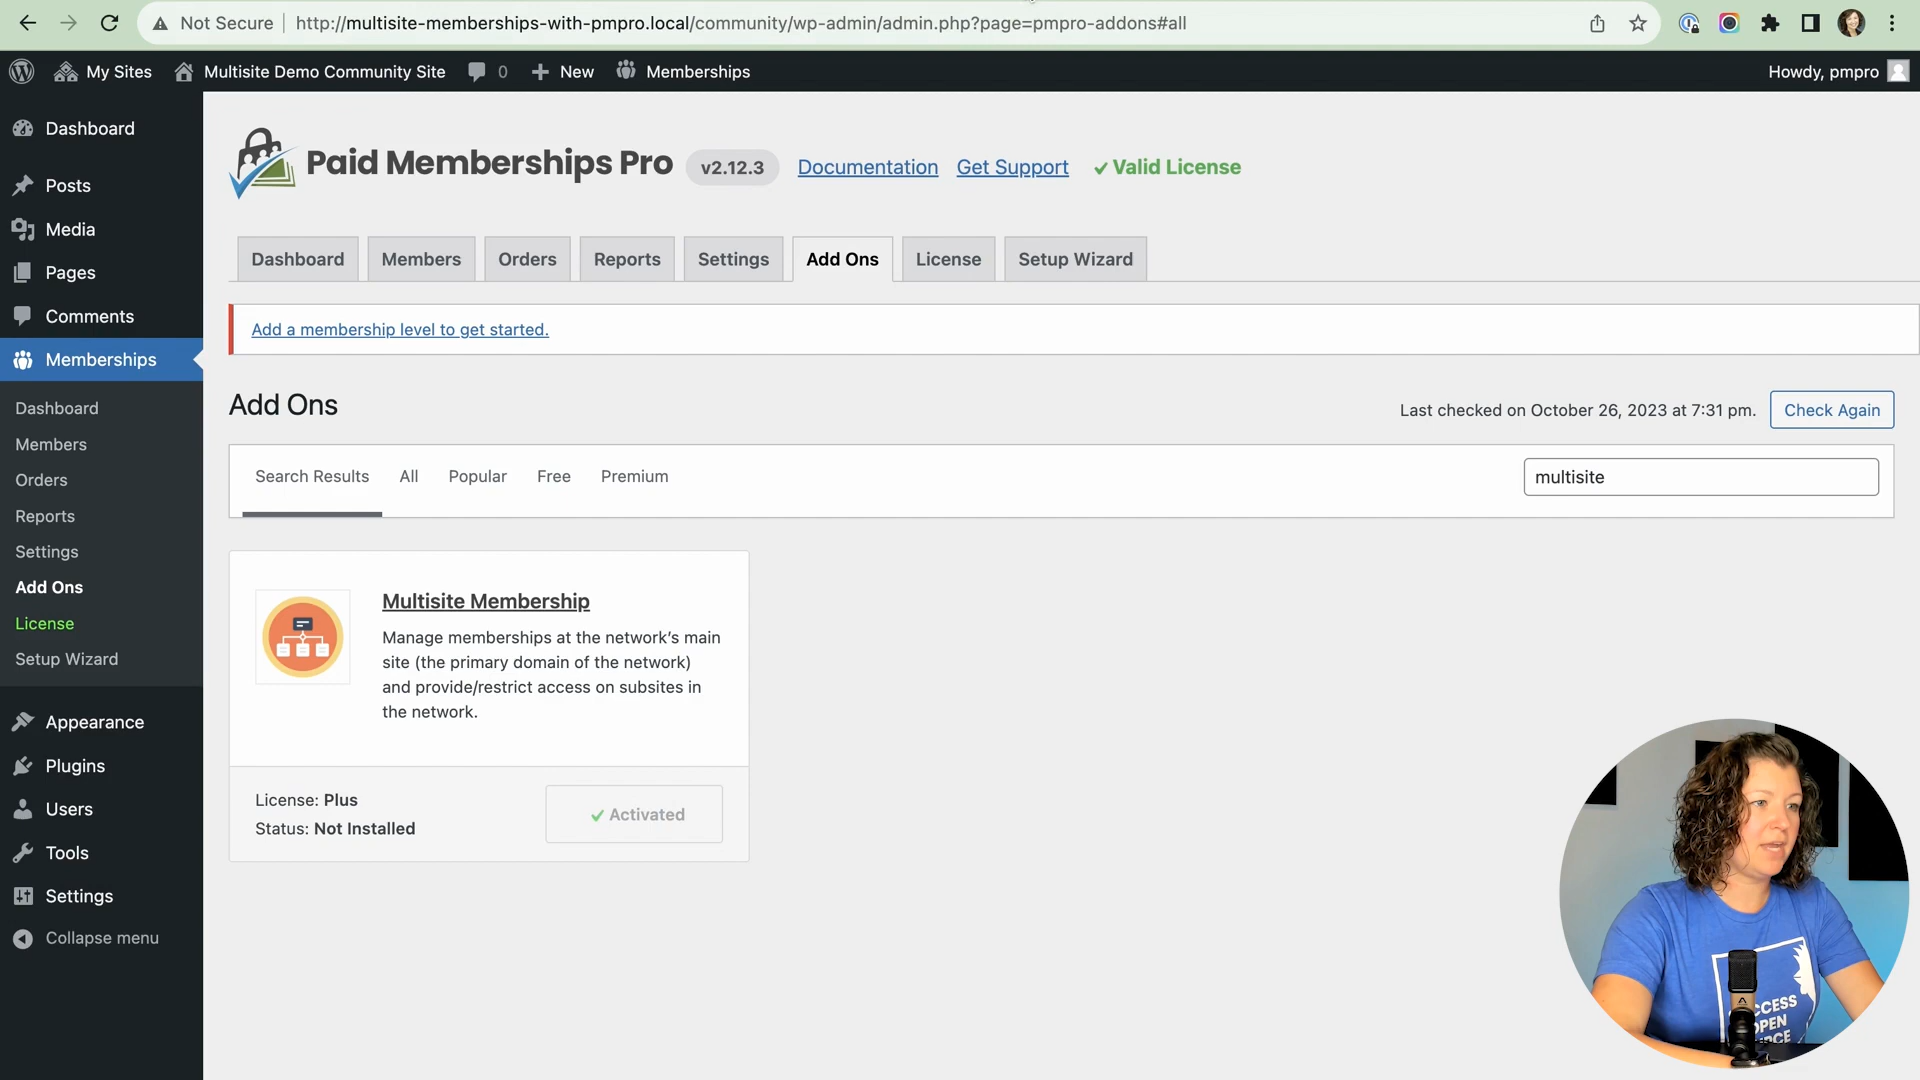 Not Secure
http://multisite-memberships-with-pmpro.local/community/wp-admin/admin.php?page=pmpro-addons#all
My Sites
Multisite Demo Community Site
0
New
Memberships
Howdy, pmpro
Dashboard
Posts
Media
Pages
Comments
Memberships
Dashboard
Members
Orders
Reports
Settings
Add Ons
License
Setup Wizard
Appearance
Plugins
Users
Tools
Settings
Collapse menu
Paid Memberships Pro
v2.12.3
Documentation
Get Support
Valid License
Dashboard
Members
Orders
Reports
Settings
Add Ons
License
Setup Wizard
Add a membership level to get started.
Add Ons
Last checked on October 26, 2023 at 7:31 pm.
Check Again
Search Results
All
Popular
Free
Premium
multisite
Multisite Membership
Manage memberships at the network’s main
site (the primary domain of the network)
and provide/restrict access on subsites in
the network.
License: Plus
Status: Not Installed
Activated